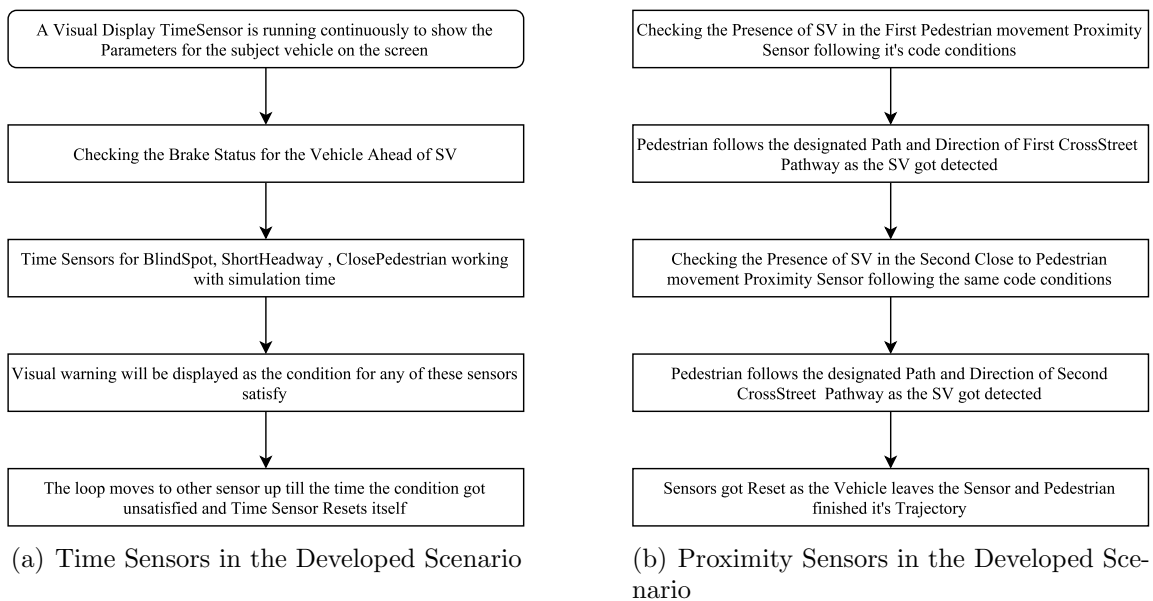 A Visual Display TimeSensor is running continuously to show the
Parameters for the subject vehicle on the screen
Checking the Brake Status for the Vehicle Ahead of SV
Time Sensors for BlindSpot, ShortHeadway , ClosePedestrian working
with simulation time
Visual warning will be displayed as the condition for any of these sensors
satisfy
The loop moves to other sensor up till the time the condition got
unsatisfied and Time Sensor Resets itself
(a) Time Sensors in the Developed Scenario
Checking the Presence of SV in the First Pedestrian movement Proximity
Sensor following it's code conditions
Pedestrian follows the designated Path and Direction of First CrossStreet
Pathway as the SV got detected
Checking the Presence of SV in the Second Close to Pedestrian
movement Proximity Sensor following the same code conditions
Pedestrian follows the designated Path and Direction of Second
CrossStreet Pathway as the SV got detected
Sensors got Reset as the Vehicle leaves the Sensor and Pedestrian
finished it's Trajectory
(b) Proximity Sensors in the Developed Sce-
nario